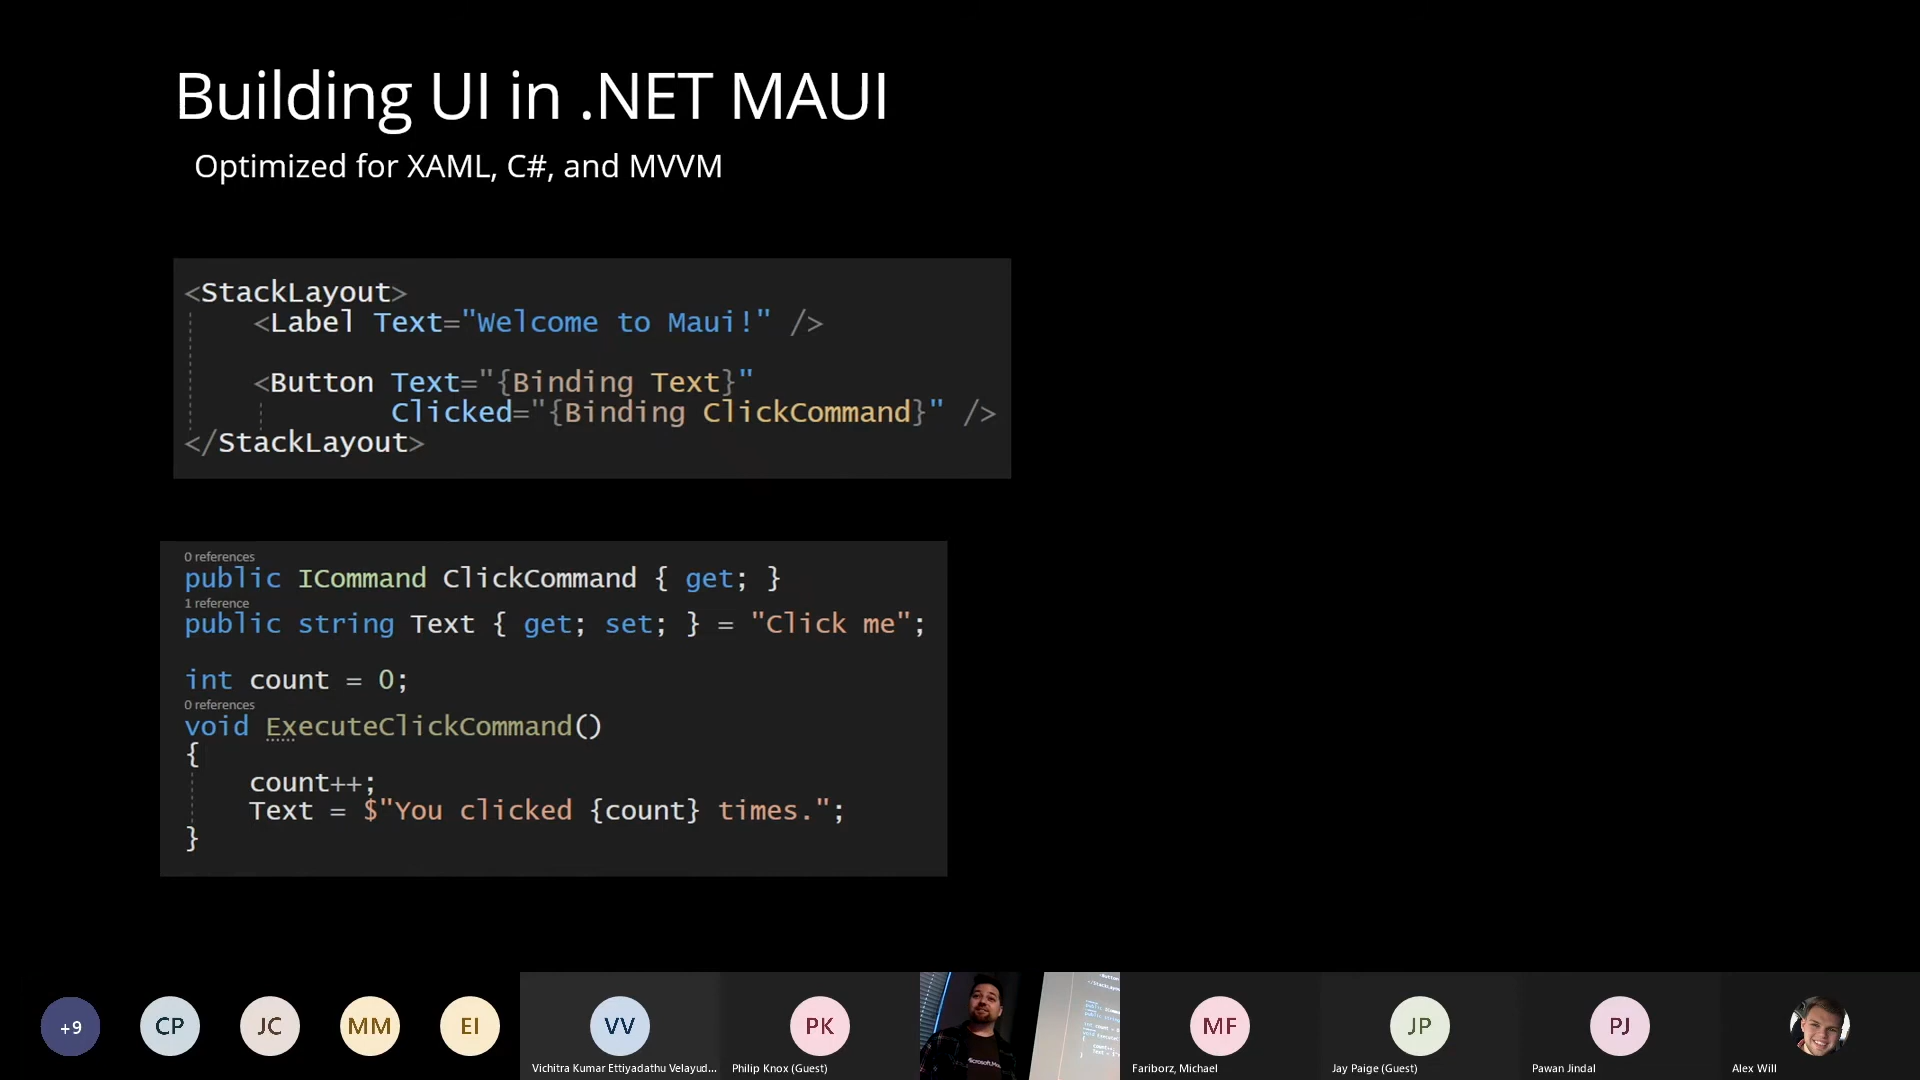 Building UI in .NET MAUI
Optimized for XAML, C#, and MVVM
<StackLayout>
<Label Text="Welcome to Maui!" />
<Button Text="{Binding Text}"
Clicked="{Binding ClickCommand}" />
</StackLayout>
0 references
public ICommand ClickCommand { get; }
1 reference
public string Text { get; set; } = "Click me";
int count = 0;
0 references
void ExecuteClickCommand()
{
count++;
Text = $"You clicked {count} times.";
}
+9
CP
JC
MM
EI
VV
PK
MF
JP
PJ
Vichitra Kumar Ettiyadathu Velayud...
Philip Knox (Guest)
Fariborz, Michael
Jay Paige (Guest)
Pawan Jindal
Alex Will